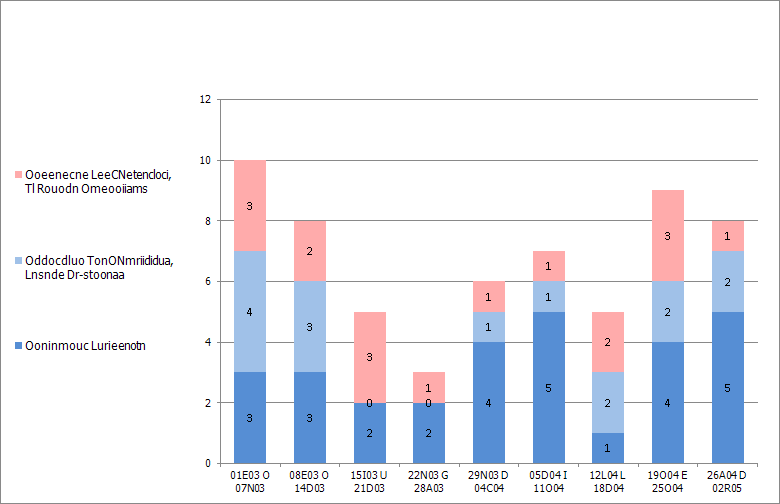 12
10
8
6
4
2
0
Ooeenecne LeeCNetencloci,
Tl Rouodn Omeooiiams
Oddocdluo TonONmriididua,
Lnsnde Dr-stoonaa
Ooninmouc Lurieenotn
3 4 3
3 3 2
2 0 3
2 0 1
4 1 1
5 1 1
1 2 2
4 2 3
5 2 1
01E03 O
07N03
08E03 O
14D03
15I03 U
21D03
22N03 G
28A03
29N03 D
04C04
05D04 I
11O04
12L04 L
18D04
19O04 E
25O04
26A04 D
02R05